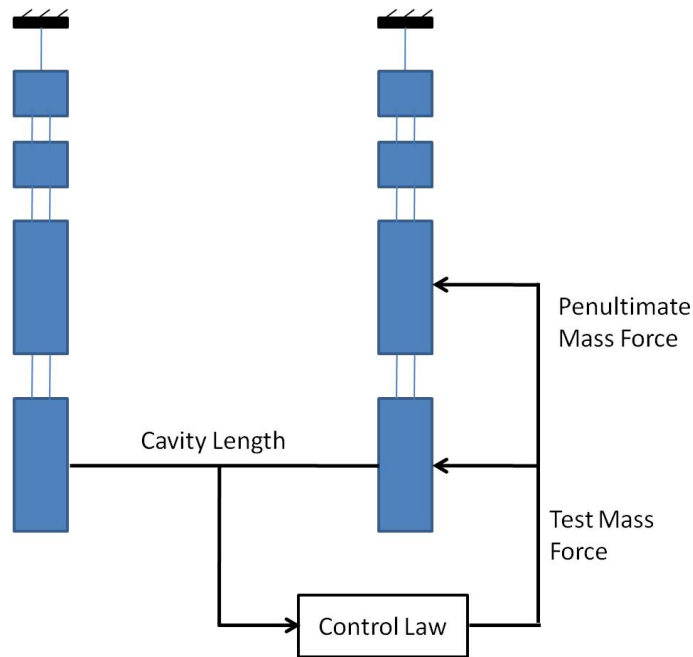 Penultimate
Mass Force
Cavity Length
Test Mass
Force
Control Law